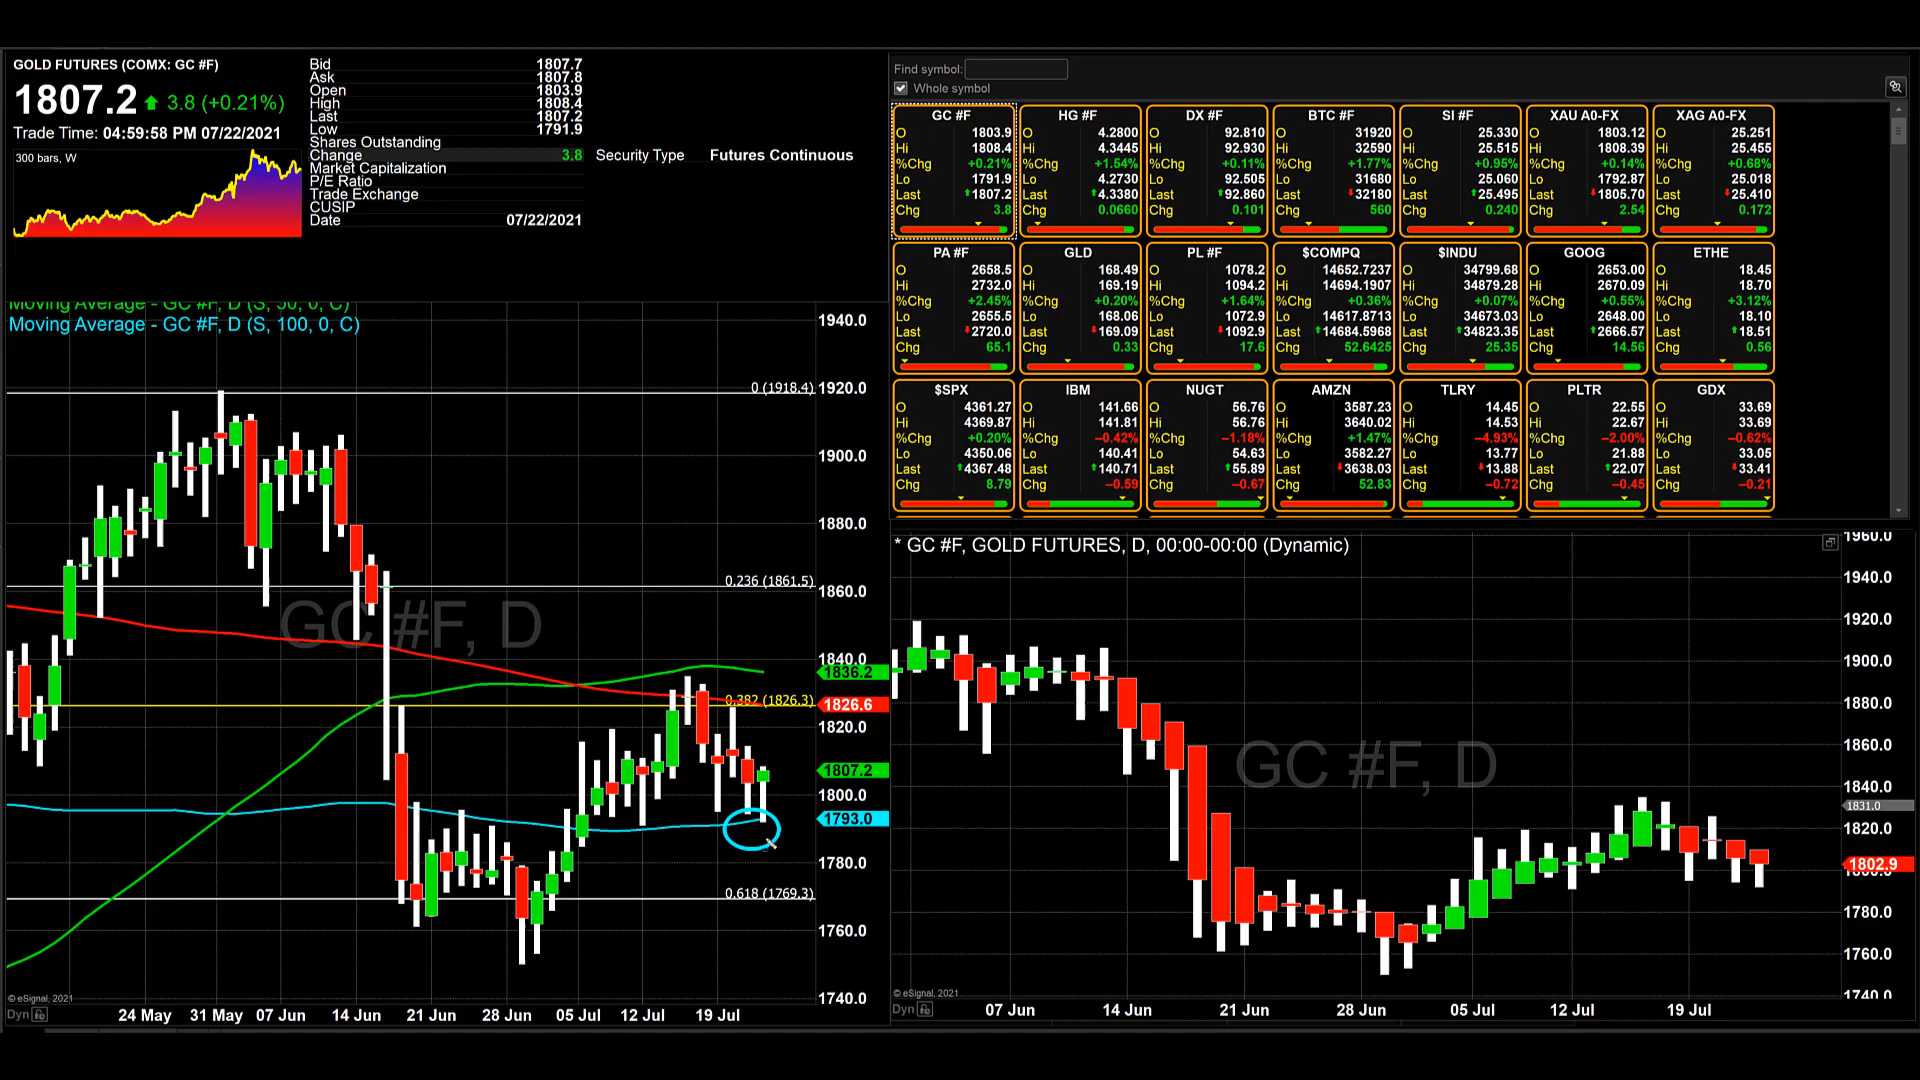 GOLD FUTURES (COMX: GC #F)
1807.2 3.8 (+0.21%)
Trade Time: 04:59:58 PM 07/22/2021
300 bars, W
Bid 1807.7
Ask 1807.8
Open 1803.9
High 1808.4
Last 1807.2
Low 1791.9
Shares Outstanding
Change 3.8 Security Type Futures Continuous
Market Capitalization
P/E Ratio
Trade Exchange
CUSIP
Date 07/22/2021
Find symbol:
Whole symbol
GC #F HG #F DX #F BTC #F SI #F XAU A0-FX XAG A0-FX
O 1803.9 O 4.2800 O 92.810 O 31920 O 25.330 O 1803.12 O 25.251
Hi 1808.4 Hi 4.3445 Hi 92.930 Hi 32590 Hi 25.515 Hi 1808.39 Hi 25.455
%Chg +0.21% %Chg +1.54% %Chg +0.11% %Chg +1.77% %Chg +0.95% %Chg +0.14% %Chg +0.68%
Lo 1791.9 Lo 4.2730 Lo 92.505 Lo 31680 Lo 25.060 Lo 1792.87 Lo 25.018
Last 1807.2 Last 4.3380 Last 92.860 Last 32180 Last 25.495 Last 1805.70 Last 25.410
Chg 3.8 Chg 0.0660 Chg 0.101 Chg 560 Chg 0.240 Chg 2.54 Chg 0.172
PA #F GLD PL #F $COMPQ $INDU GOOG ETHE
O 2658.5 O 168.49 O 1078.2 O 14652.7237 O 34799.68 O 2653.00 O 18.45
Hi 2732.0 Hi 169.19 Hi 1094.2 Hi 14694.1907 Hi 34879.28 Hi 2670.09 Hi 18.70
%Chg +2.45% %Chg +0.20% %Chg +1.64% %Chg +0.36% %Chg +0.07% %Chg +0.55% %Chg +3.12%
Lo 2655.5 Lo 168.06 Lo 1072.9 Lo 14617.8713 Lo 34673.03 Lo 2648.00 Lo 18.10
Last 2720.0 Last 169.09 Last 1092.9 Last 14684.5968 Last 34823.35 Last 2666.57 Last 18.51
Chg 65.1 Chg 0.33 Chg 17.6 Chg 52.6425 Chg 25.35 Chg 14.56 Chg 0.56
$SPX IBM NUGT AMZN TLRY PLTR GDX
O 4361.27 O 141.66 O 56.76 O 3587.23 O 14.45 O 22.55 O 33.69
Hi 4369.87 Hi 141.81 Hi 56.76 Hi 3640.02 Hi 14.53 Hi 22.67 Hi 33.69
%Chg +0.20% %Chg −0.42% %Chg −1.18% %Chg +1.47% %Chg −4.93% %Chg −2.00% %Chg −0.62%
Lo 4350.06 Lo 140.41 Lo 54.63 Lo 3582.27 Lo 13.77 Lo 21.88 Lo 33.05
Last 4367.48 Last 140.71 Last 55.89 Last 3638.03 Last 13.88 Last 22.07 Last 33.41
Chg 8.79 Chg −0.59 Chg −0.67 Chg 52.83 Chg −0.72 Chg −0.45 Chg −0.21
Moving Average - GC #F, D (S, 50, 0, C)
Moving Average - GC #F, D (S, 100, 0, C)
GC #F, D
0 (1918.4)
0.236 (1861.5)
0.382 (1826.3)
0.618 (1769.3)
1940.0
1920.0
1900.0
1880.0
1860.0
1840.0
1836.2
1826.6
1820.0
1807.2
1800.0
1793.0
1780.0
1760.0
1740.0
© eSignal, 2021
Dyn 24 May 31 May 07 Jun 14 Jun 21 Jun 28 Jun 05 Jul 12 Jul 19 Jul
* GC #F, GOLD FUTURES, D, 00:00-00:00 (Dynamic)
GC #F, D
1960.0
1940.0
1920.0
1900.0
1880.0
1860.0
1840.0
1831.0
1820.0
1802.9
1800.0
1780.0
1760.0
1740.0
© eSignal, 2021
Dyn 07 Jun 14 Jun 21 Jun 28 Jun 05 Jul 12 Jul 19 Jul